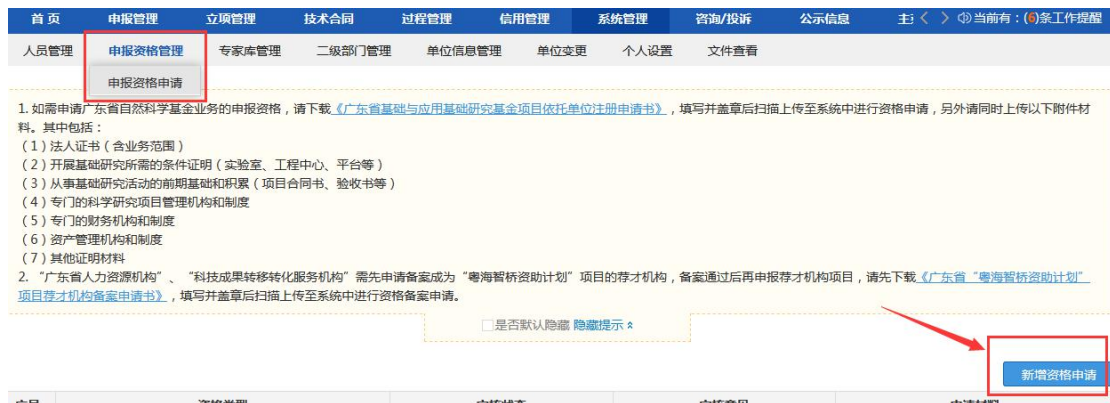 首页 申报管理 立项管理 技术合同 过程管理 信用管理 系统管理 咨询/投诉 公示信息 当前有：(6)条工作提醒
人员管理 申报资格管理 专家库管理 二级部门管理 单位信息管理 单位变更 个人设置 文件查看
申报资格申请
1. 如需申请广东省自然科学基金业务的申报资格，请下载《广东省基础与应用基础研究基金项目依托单位注册申请书》，填写并盖章后扫描上传至系统中进行资格申请，另外请同时上传以下附件材
料。其中包括：
（1）法人证书（含业务范围）
（2）开展基础研究所需的条件证明（实验室、工程中心、平台等）
（3）从事基础研究活动的前期基础和积累（项目合同书、验收书等）
（4）专门的科学研究项目管理机构和制度
（5）专门的财务机构和制度
（6）资产管理机构和制度
（7）其他证明材料
2. “广东省人力资源机构”、“科技成果转移转化服务机构”需先申请备案成为“粤海智桥资助计划”项目的荐才机构，备案通过后再申报荐才机构项目，请先下载《广东省“粤海智桥资助计划”
项目荐才机构备案申请书》，填写并盖章后扫描上传至系统中进行资格备案申请。
是否默认隐藏 隐藏提示
新增资格申请